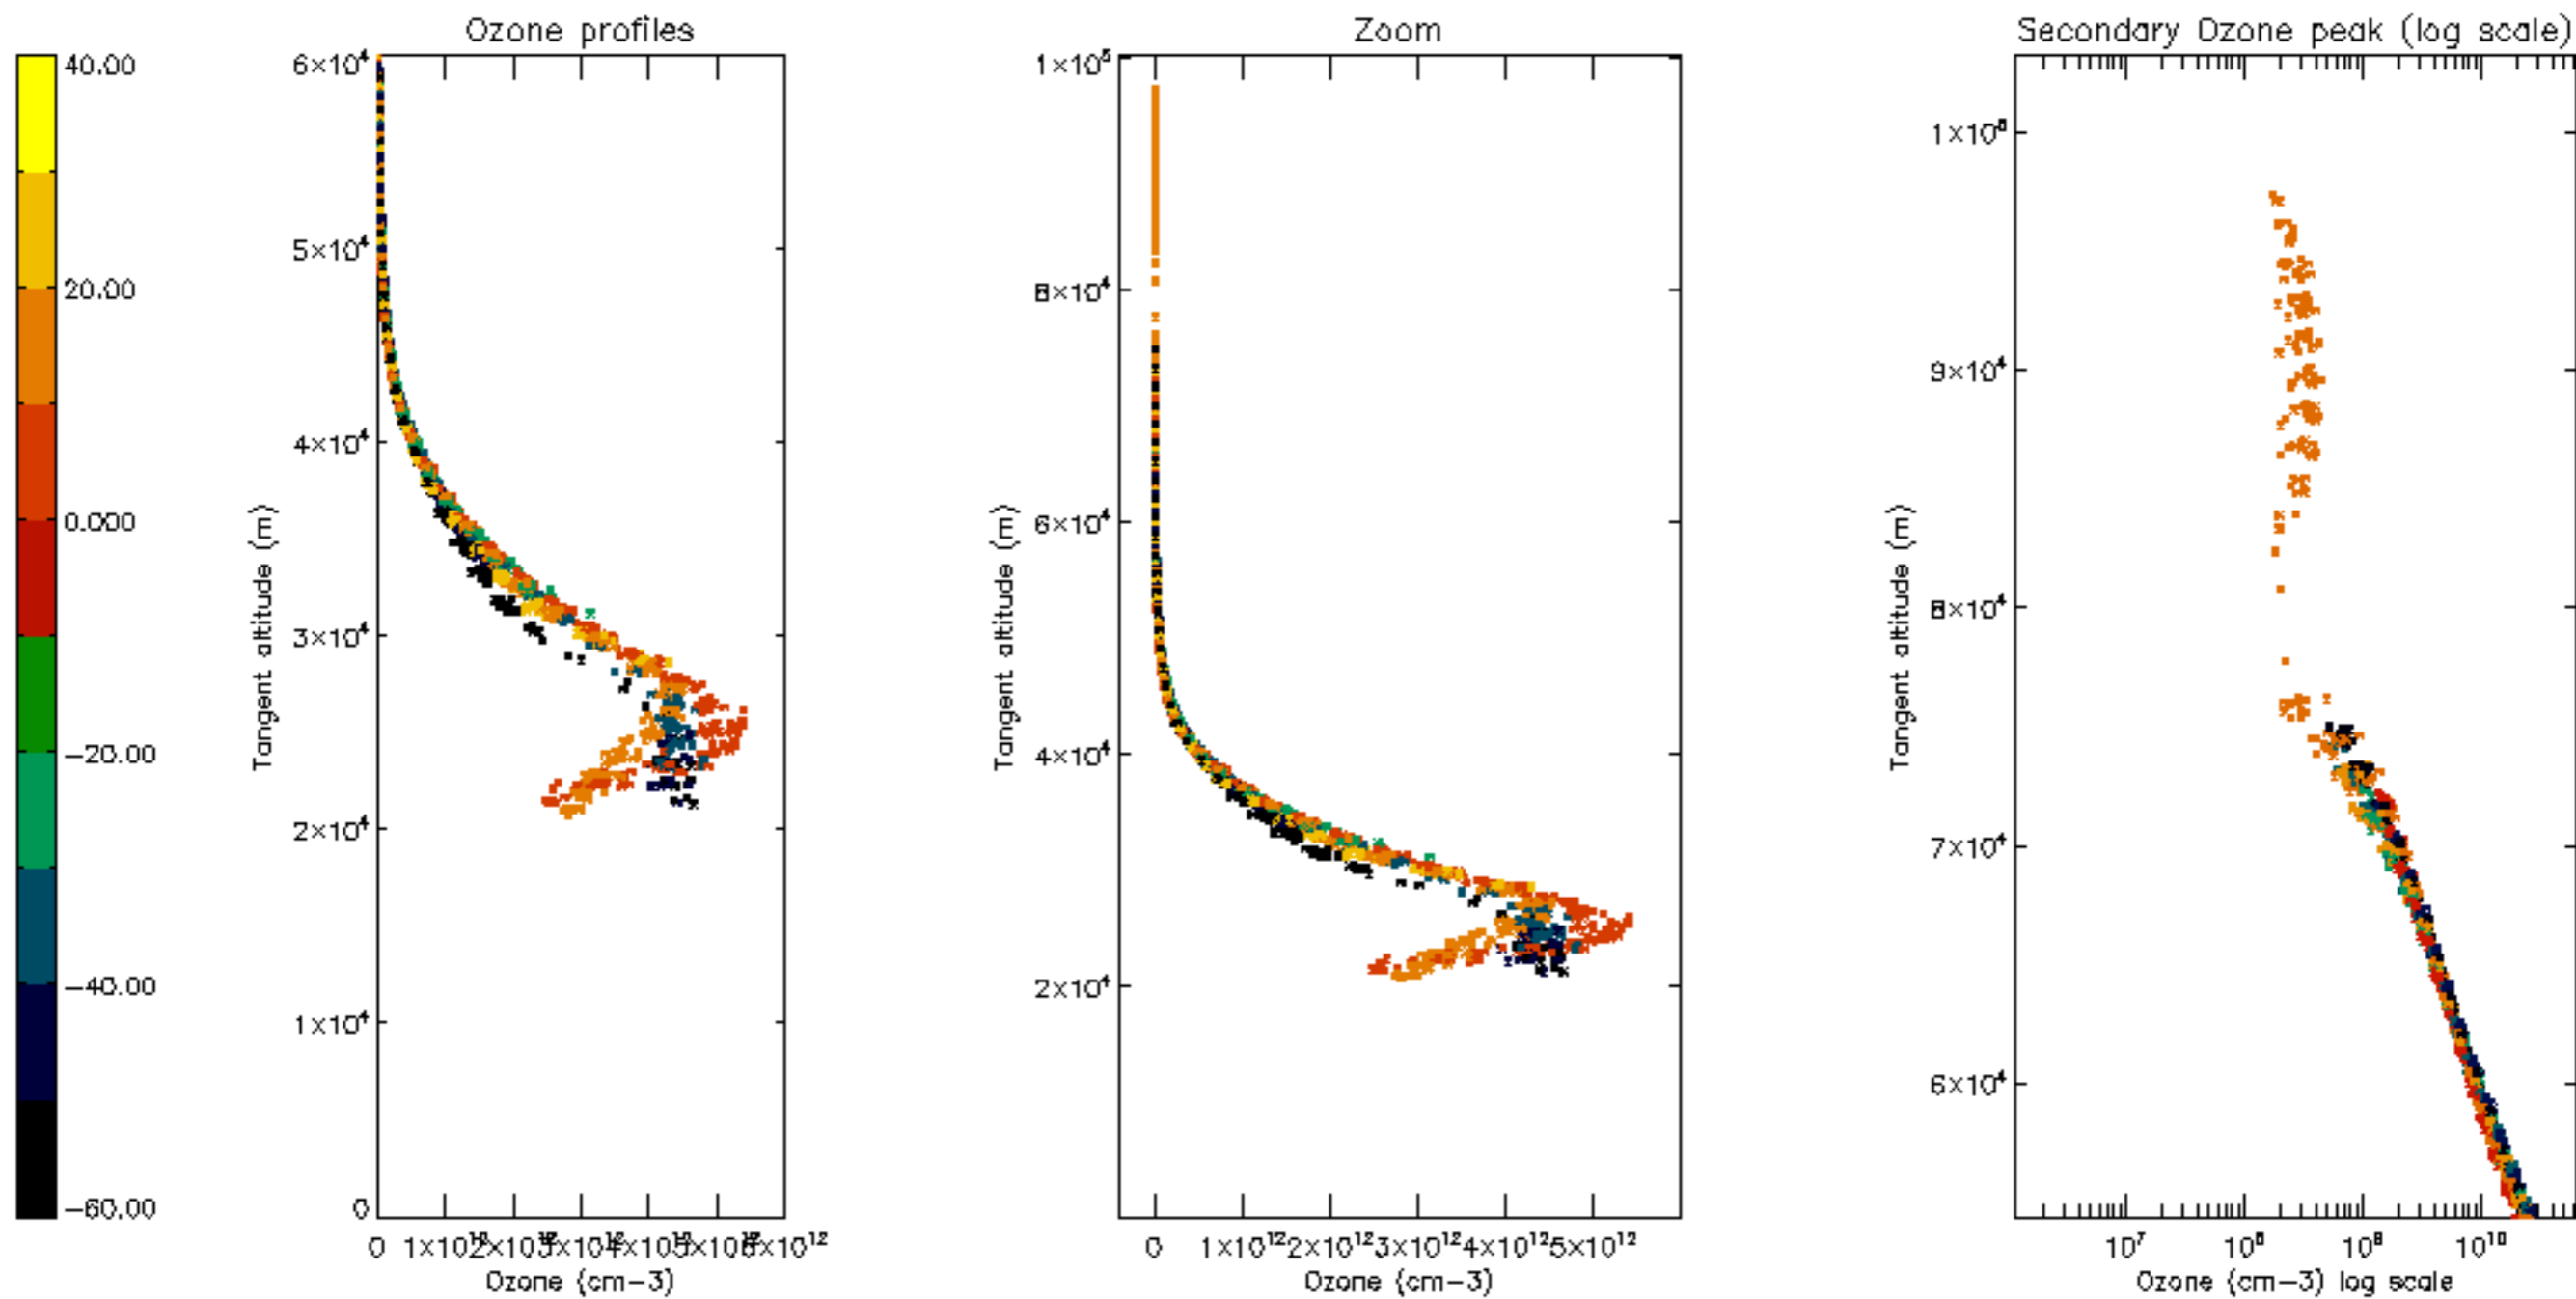 Ozone profiles
Zoom
Secondary Ozone peak (log scale)
40.00
20.00
0.000
−20.00
−40.00
−60.00
6×10⁴
5×10⁴
4×10⁴
3×10⁴
2×10⁴
1×10⁴
0
Tangent altitude (m)
0
Ozone (cm−3)
1×10⁵
8×10⁴
6×10⁴
4×10⁴
2×10⁴
Tangent altitude (m)
0 1×10¹² 2×10¹² 3×10¹² 4×10¹² 5×10¹²
Ozone (cm−3)
1×10⁵
9×10⁴
8×10⁴
7×10⁴
6×10⁴
Tangent altitude (m)
10⁷ 10⁸ 10⁹ 10¹⁰
Ozone (cm−3) log scale